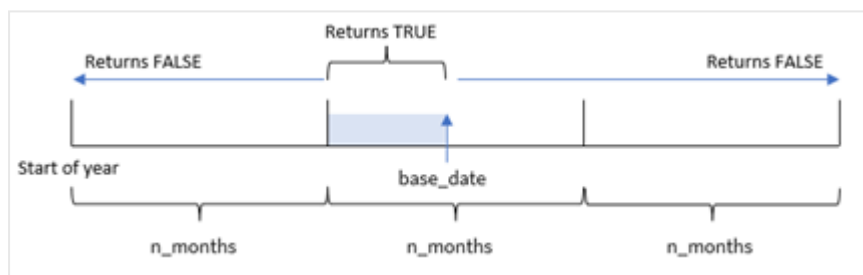 Returns TRUE
Returns FALSE
Returns FALSE
Start of year
base_date
n_months
n_months
n_months